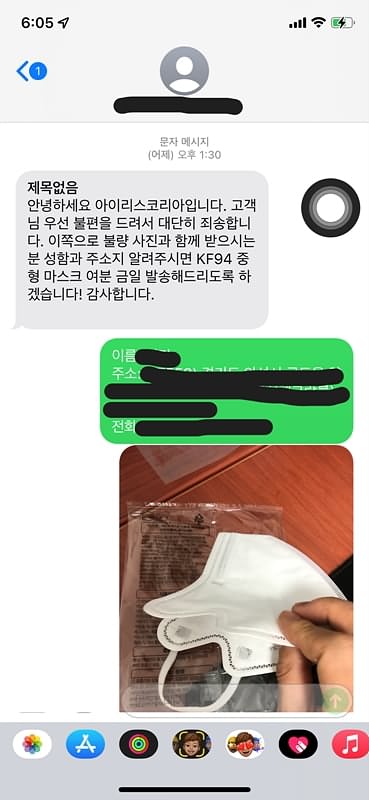 6:05
1
문자 메시지
(어제) 오후 1:30
제목없음
안녕하세요 아이리스코리아입니다. 고객
님 우선 불편을 드려서 대단히 죄송합니
다. 이쪽으로 불량 사진과 함께 받으시는
분 성함과 주소지 알려주시면 KF94 중
형 마스크 여분 금일 발송해드리도록 하
겠습니다! 감사합니다.
이름
주소
전화